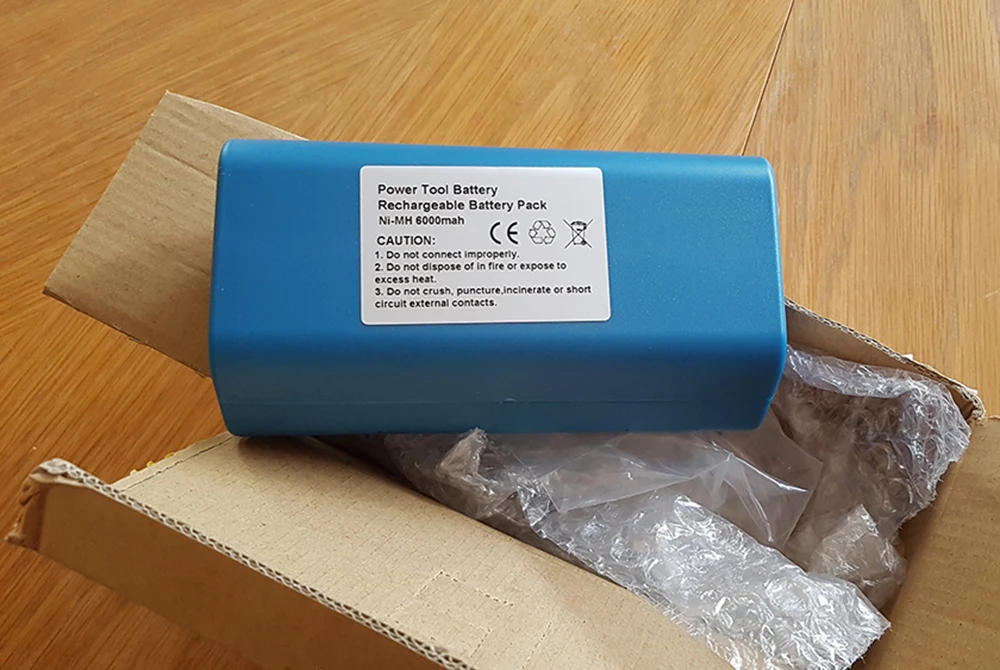 Power Tool Battery
Rechargeable Battery Pack
Ni-MH 6000mah
CE
CAUTION:
1. Do not connect improperly.
2. Do not dispose of in fire or expose to
excess heat.
3. Do not crush, puncture,incinerate or short
circuit external contacts.